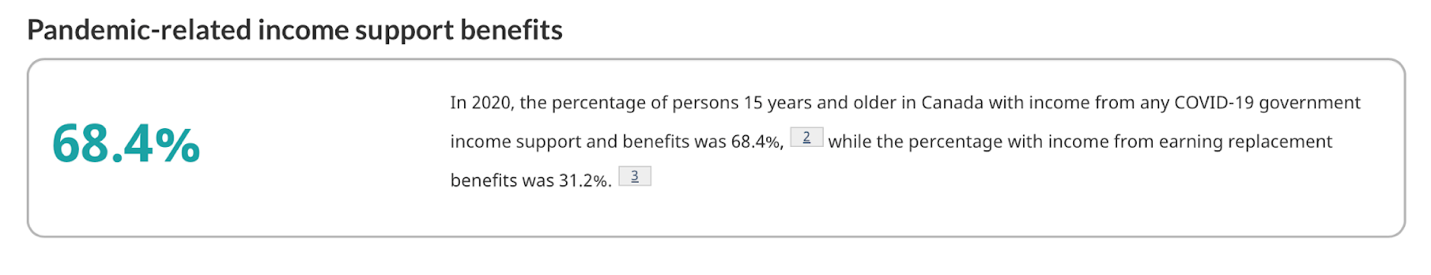 Pandemic-related income support benefits
68.4%
In 2020, the percentage of persons 15 years and older in Canada with income from any COVID-19 government
income support and benefits was 68.4%, 2 while the percentage with income from earning replacement
benefits was 31.2%. 3